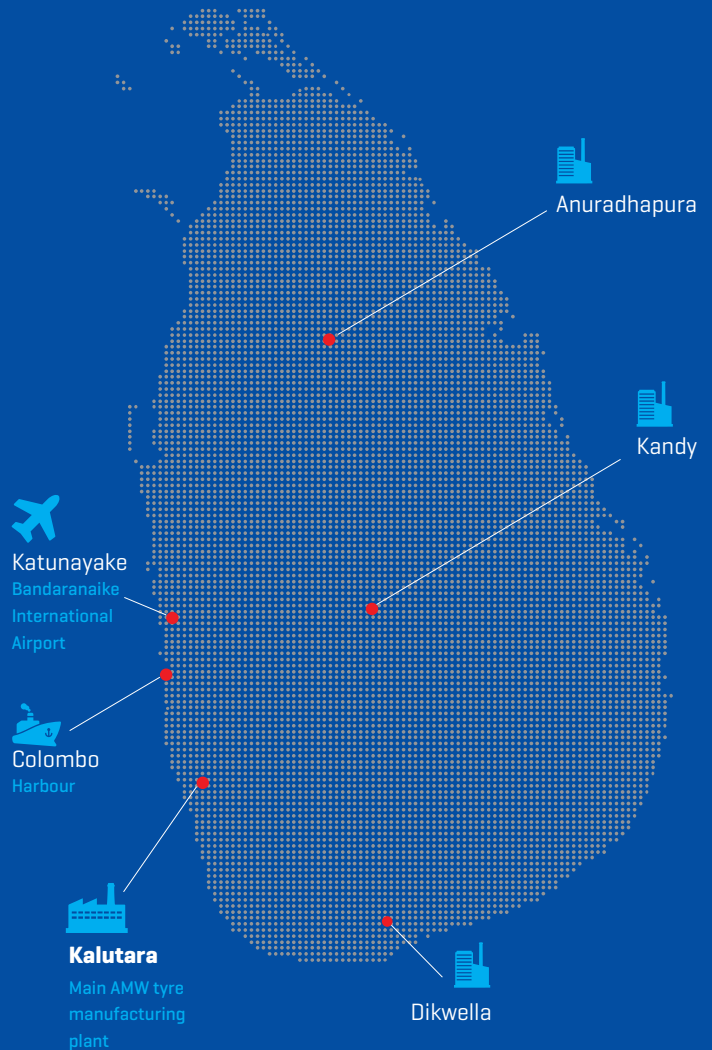 Anuradhapura
Kandy
Katunayake
Bandaranaike
International
Airport
Colombo
Harbour
Kalutara
Main AMW tyre
manufacturing
plant
Dikwella